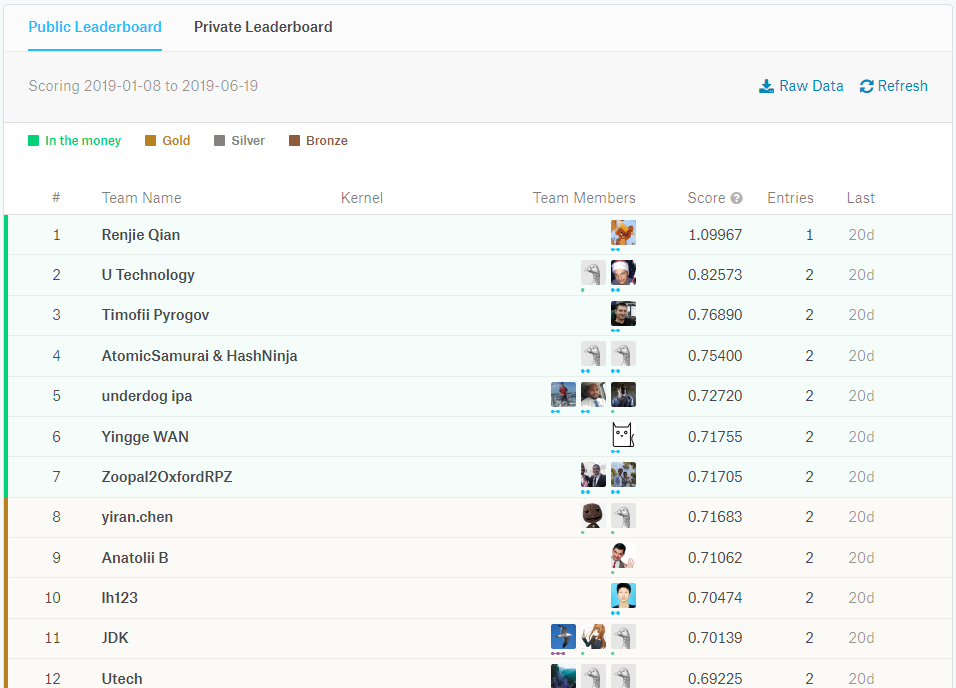 Public Leaderboard Private Leaderboard
Scoring 2019-01-08 to 2019-06-19 Raw Data Refresh
In the money Gold Silver Bronze
# Team Name Kernel Team Members Score ? Entries Last
1 Renjie Qian 1.09967 1 20d
2 U Technology 0.82573 2 20d
3 Timofii Pyrogov 0.76890 2 20d
4 AtomicSamurai & HashNinja 0.75400 2 20d
5 underdog ipa 0.72720 2 20d
6 Yingge WAN 0.71755 2 20d
7 Zoopal2OxfordRPZ 0.71705 2 20d
8 yiran.chen 0.71683 2 20d
9 Anatolii B 0.71062 2 20d
10 lh123 0.70474 2 20d
11 JDK 0.70139 2 20d
12 Utech 0.69225 2 20d